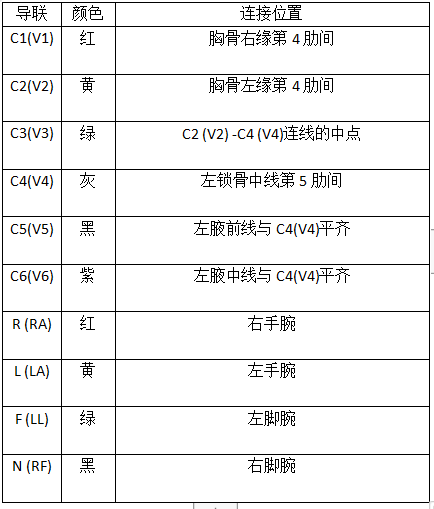 导联 颜色 连接位置
C1(V1) 红 胸骨右缘第4肋间
C2(V2) 黄 胸骨左缘第4肋间
C3(V3) 绿 C2 (V2) -C4 (V4)连线的中点
C4(V4) 灰 左锁骨中线第5肋间
C5(V5) 黑 左腋前线与C4(V4)平齐
C6(V6) 紫 左腋中线与C4(V4)平齐
R (RA) 红 右手腕
L (LA) 黄 左手腕
F (LL) 绿 左脚腕
N (RF) 黑 右脚腕